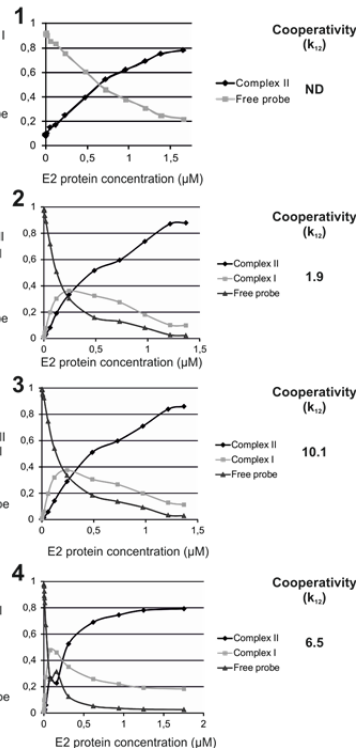 1
I
1
0,8
0,6
0,4
0,2
0
0
0,5
1
1,5
E2 protein concentration (µM)
Complex II
Free probe
Cooperativity
(k₁₂)
ND
2
1
0,8
0,6
0,4
0,2
0
0
0,5
1
1,5
E2 protein concentration (µM)
Complex II
Complex I
Free probe
Cooperativity
(k₁₂)
1.9
3
1
0,8
0,6
0,4
0,2
0
0
0,5
1
1,5
E2 protein concentration (µM)
Complex II
Complex I
Free probe
Cooperativity
(k₁₂)
10.1
4
1
0,8
0,6
0,4
0,2
0
0
0,5
1
1,5
2
E2 protein concentration (µM)
Complex II
Complex I
Free probe
Cooperativity
(k₁₂)
6.5